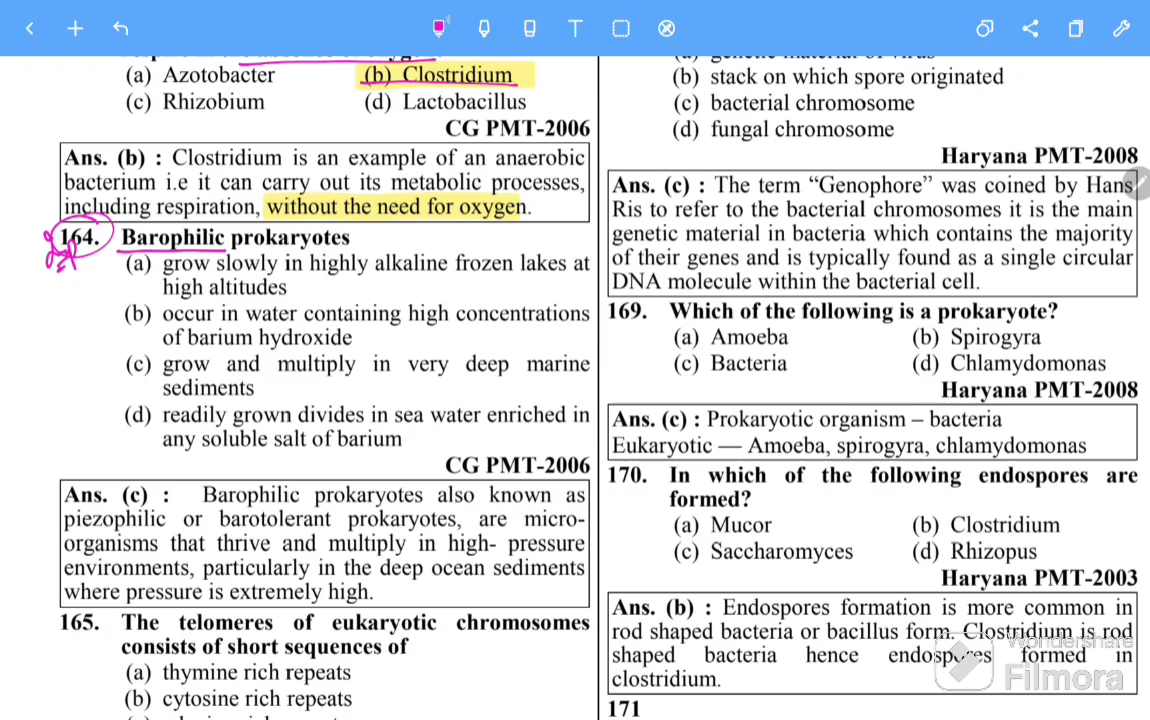 (a) Azotobacter (b) Clostridium
(c) Rhizobium (d) Lactobacillus
CG PMT-2006
Ans. (b) : Clostridium is an example of an anaerobic
bacterium i.e it can carry out its metabolic processes,
including respiration, without the need for oxygen.
164. Barophilic prokaryotes
(a) grow slowly in highly alkaline frozen lakes at
high altitudes
(b) occur in water containing high concentrations
of barium hydroxide
(c) grow and multiply in very deep marine
sediments
(d) readily grown divides in sea water enriched in
any soluble salt of barium
CG PMT-2006
Ans. (c) : Barophilic prokaryotes also known as
piezophilic or barotolerant prokaryotes, are micro-
organisms that thrive and multiply in high- pressure
environments, particularly in the deep ocean sediments
where pressure is extremely high.
165. The telomeres of eukaryotic chromosomes
consists of short sequences of
(a) thymine rich repeats
(b) cytosine rich repeats
(b) stack on which spore originated
(c) bacterial chromosome
(d) fungal chromosome
Haryana PMT-2008
Ans. (c) : The term “Genophore” was coined by Hans
Ris to refer to the bacterial chromosomes it is the main
genetic material in bacteria which contains the majority
of their genes and is typically found as a single circular
DNA molecule within the bacterial cell.
169. Which of the following is a prokaryote?
(a) Amoeba (b) Spirogyra
(c) Bacteria (d) Chlamydomonas
Haryana PMT-2008
Ans. (c) : Prokaryotic organism – bacteria
Eukaryotic — Amoeba, spirogyra, chlamydomonas
170. In which of the following endospores are
formed?
(a) Mucor (b) Clostridium
(c) Saccharomyces (d) Rhizopus
Haryana PMT-2003
Ans. (b) : Endospores formation is more common in
rod shaped bacteria or bacillus form. Clostridium is rod
shaped bacteria hence endospores formed in
clostridium.
171
Wondershare
Filmora